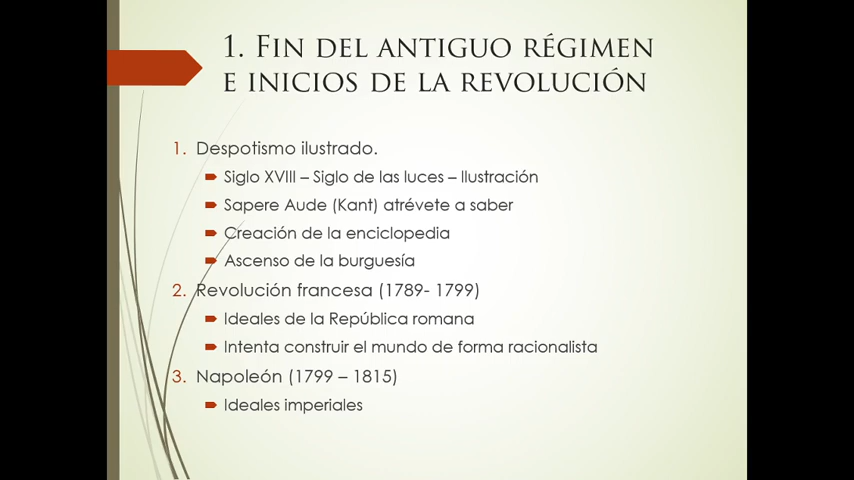 1. Fin del antiguo régimen
e inicios de la revolución
1. Despotismo ilustrado.
Siglo XVIII – Siglo de las luces – Ilustración
Sapere Aude (Kant) atrévete a saber
Creación de la enciclopedia
Ascenso de la burguesía
2. Revolución francesa (1789- 1799)
Ideales de la República romana
Intenta construir el mundo de forma racionalista
3. Napoleón (1799 – 1815)
Ideales imperiales